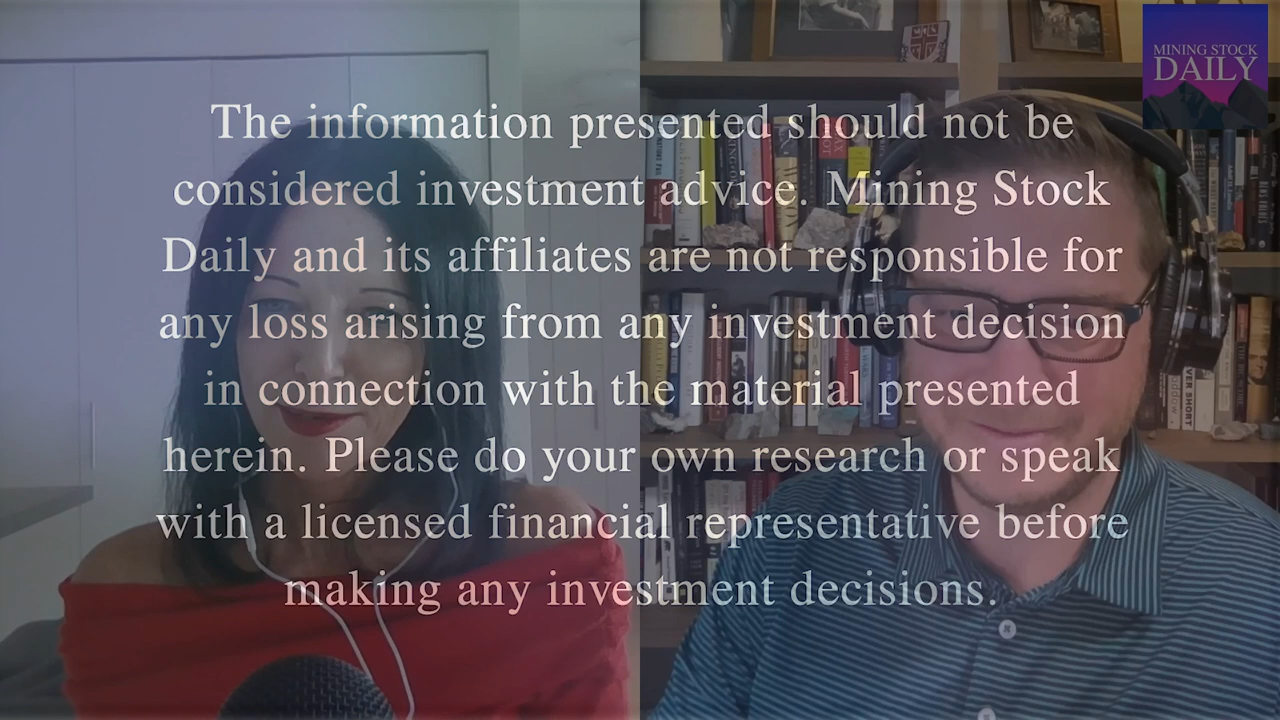 MINING STOCK
DAILY
The information presented should not be
considered investment advice. Mining Stock
Daily and its affiliates are not responsible for
any loss arising from any investment decision
in connection with the material presented
herein. Please do your own research or speak
with a licensed financial representative before
making any investment decisions.